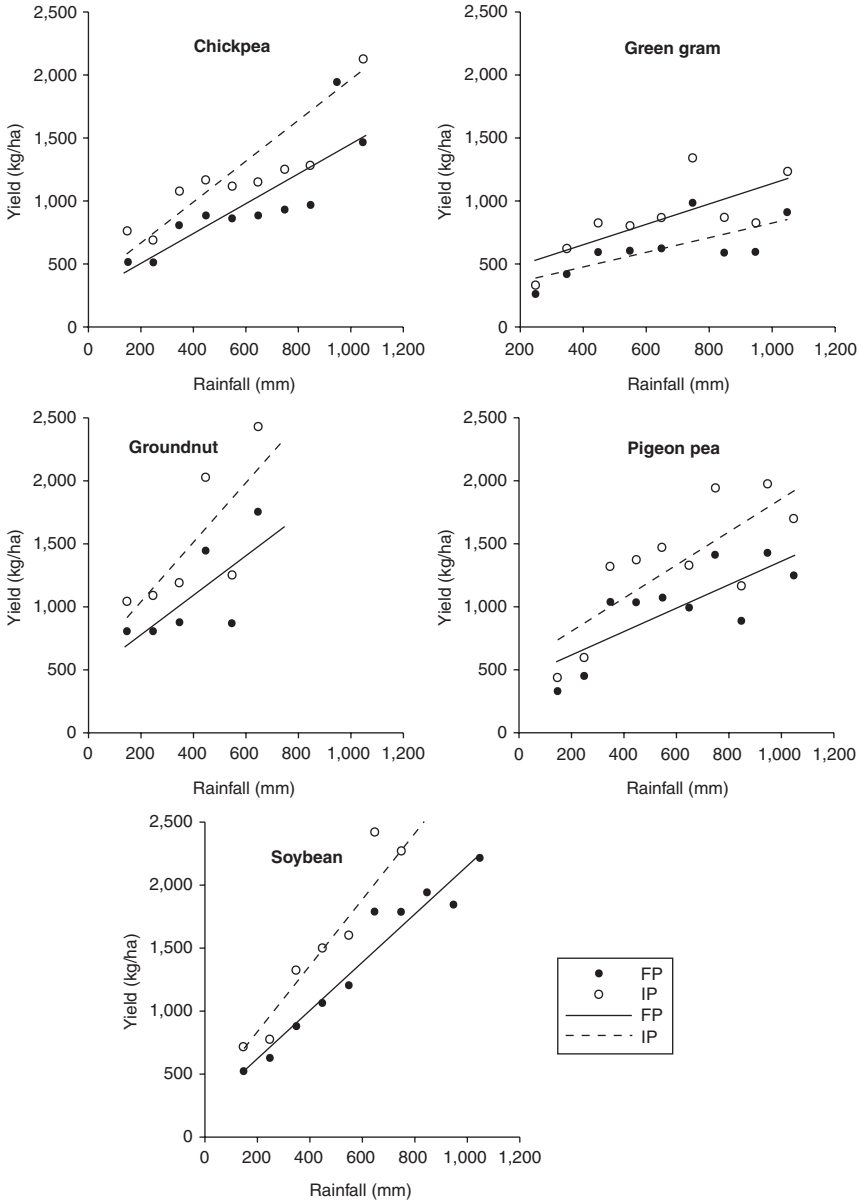 Chickpea
Yield (kg/ha)
2,500
2,000
1,500
1,000
500
0
0 200 400 600 800 1,000 1,200
Rainfall (mm)
Green gram
Yield (kg/ha)
2,500
2,000
1,500
1,000
500
0
200 400 600 800 1,000 1,200
Rainfall (mm)
Groundnut
Yield (kg/ha)
2,500
2,000
1,500
1,000
500
0
0 200 400 600 800 1,000 1,200
Rainfall (mm)
Pigeon pea
Yield (kg/ha)
2,500
2,000
1,500
1,000
500
0
0 200 400 600 800 1,000 1,200
Rainfall (mm)
Soybean
Yield (kg/ha)
2,500
2,000
1,500
1,000
500
0
0 200 400 600 800 1,000 1,200
Rainfall (mm)
FP
IP
FP
IP